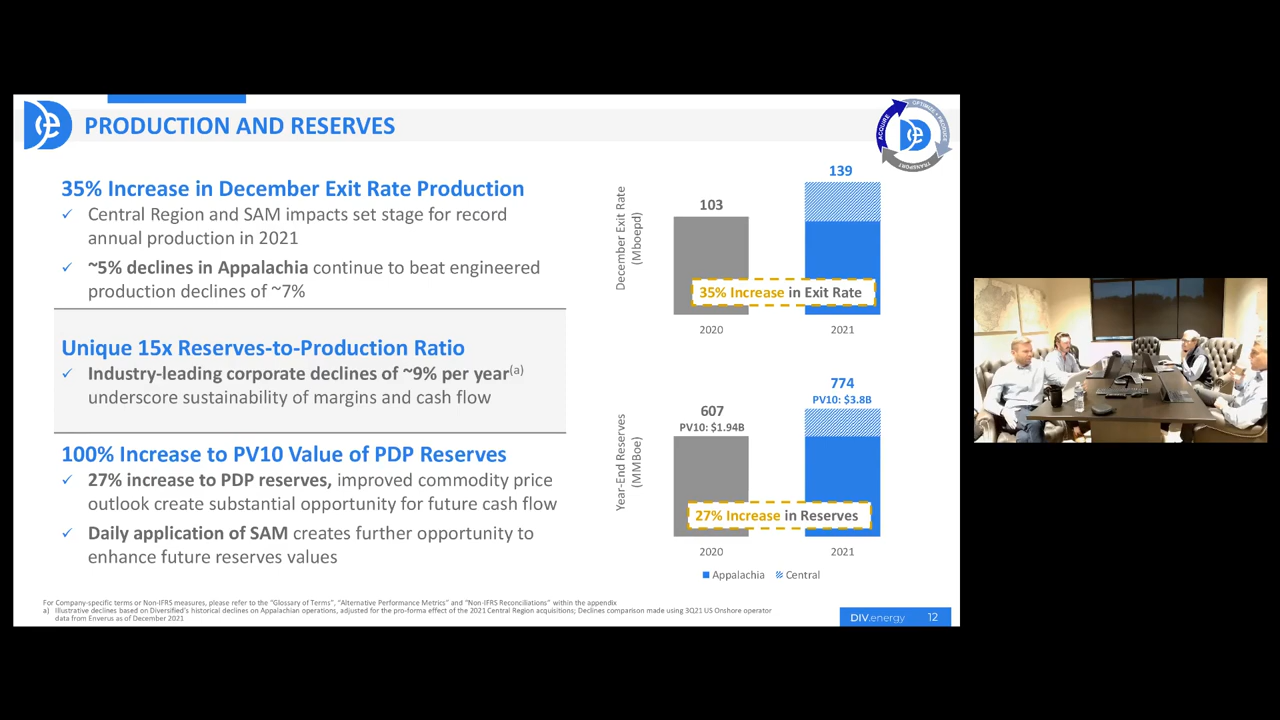 PRODUCTION AND RESERVES
ACQUIRE
OPTIMIZE • PRODUCE
TRANSPORT
35% Increase in December Exit Rate Production
✓ Central Region and SAM impacts set stage for record
annual production in 2021
✓ ~5% declines in Appalachia continue to beat engineered
production declines of ~7%
Unique 15x Reserves-to-Production Ratio
✓ Industry-leading corporate declines of ~9% per year(a)
underscore sustainability of margins and cash flow
100% Increase to PV10 Value of PDP Reserves
✓ 27% increase to PDP reserves, improved commodity price
outlook create substantial opportunity for future cash flow
✓ Daily application of SAM creates further opportunity to
enhance future reserves values
December Exit Rate
(Mboepd)
103
139
35% Increase in Exit Rate
2020
2021
Year-End Reserves
(MMBoe)
607
PV10: $1.94B
774
PV10: $3.8B
27% Increase in Reserves
2020
2021
Appalachia
Central
For Company-specific terms or Non-IFRS measures, please refer to the "Glossary of Terms", "Alternative Performance Metrics" and "Non-IFRS Reconciliations" within the appendix
a) Illustrative declines based on Diversified's historical declines on Appalachian operations, adjusted for the pro-forma effect of the 2021 Central Region acquisitions; Declines comparison made using 3Q21 US Onshore operator
data from Enverus as of December 2021
DIV.energy
12